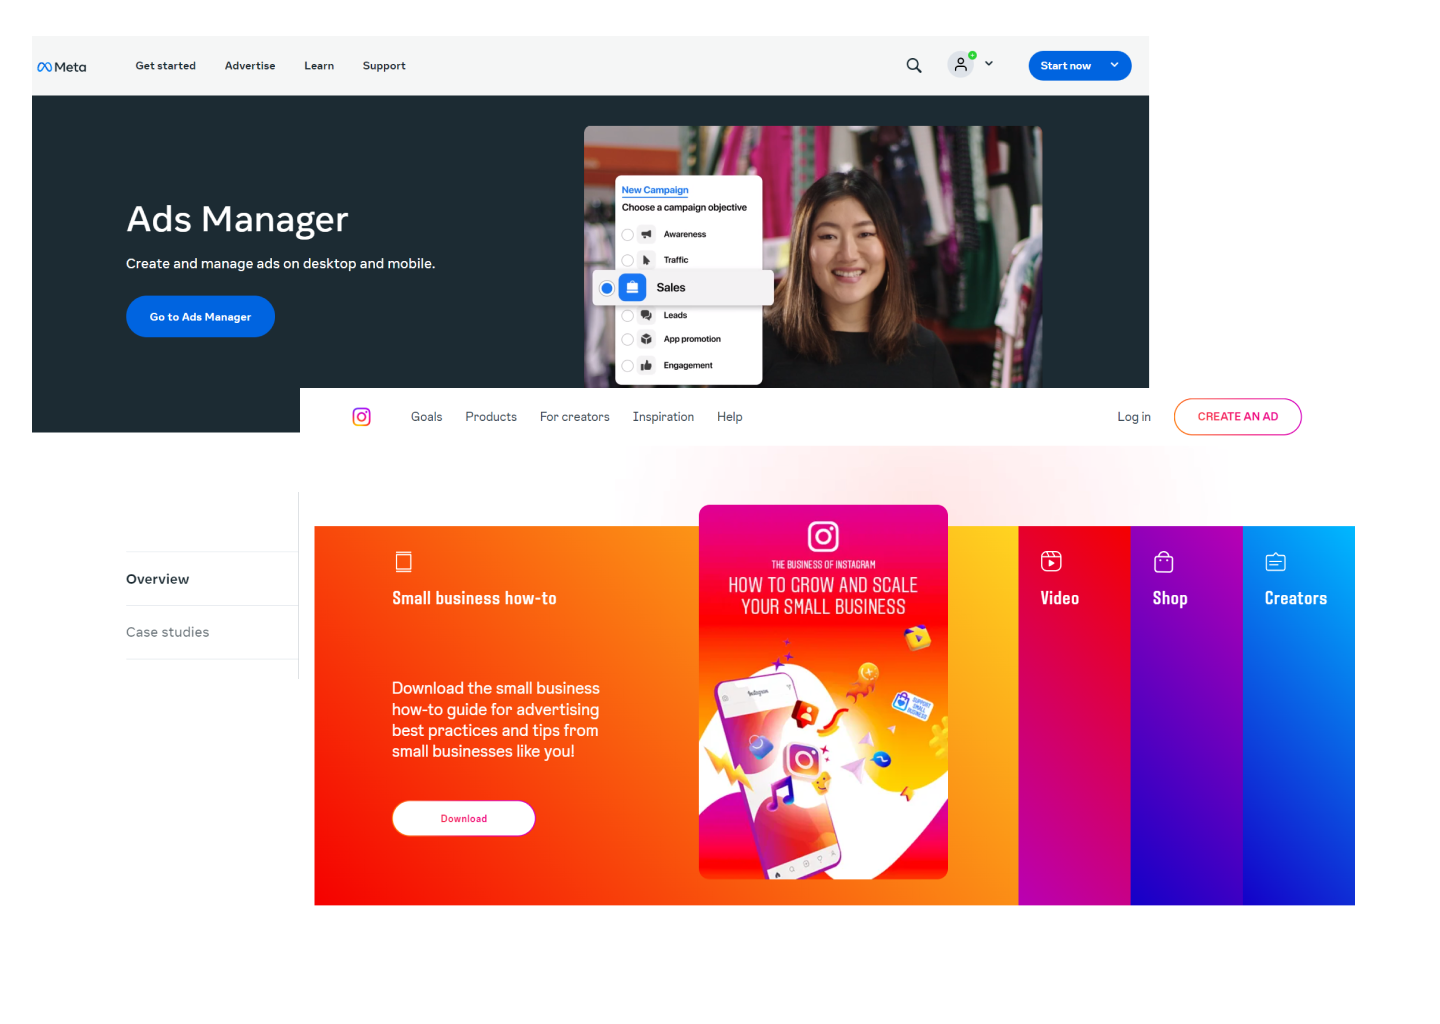 Meta
Get started
Advertise
Learn
Support
Start now
Ads Manager
Create and manage ads on desktop and mobile.
Go to Ads Manager
New Campaign
Choose a campaign objective
Awareness
Traffic
Sales
Leads
App promotion
Engagement
Goals
Products
For creators
Inspiration
Help
Log in
CREATE AN AD
Overview
Case studies
Small business how-to
Download the small business
how-to guide for advertising
best practices and tips from
small businesses like you!
Download
THE BUSINESS OF INSTAGRAM
HOW TO GROW AND SCALE
YOUR SMALL BUSINESS
Instagram
SUPPORT
SMALL
BUSINESS
Video
Shop
Creators